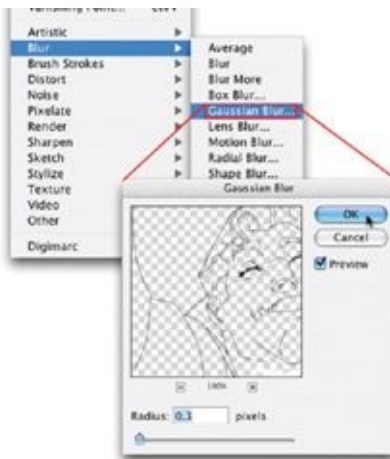 Vanishing Point...
Artistic
Blur
Brush Strokes
Distort
Noise
Pixelate
Render
Sharpen
Sketch
Stylize
Texture
Video
Other
Digimarc
Average
Blur
Blur More
Box Blur...
Gaussian Blur...
Lens Blur...
Motion Blur...
Radial Blur...
Shape Blur...
Gaussian Blur
OK
Cancel
Preview
100%
Radius: 0.3 pixels